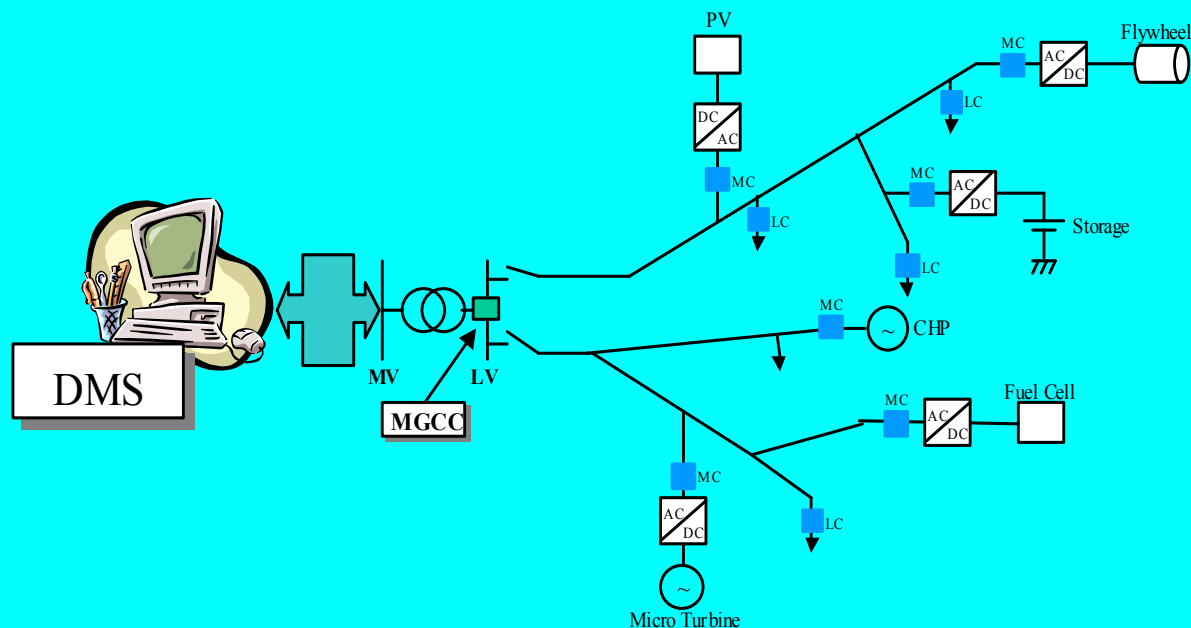 PV
Flywheel
MC
AC
DC
LC
DC
AC
MC
LC
MC
AC
DC
Storage
LC
MC
CHP
~
MV
LV
DMS
MGCC
Fuel Cell
MC
AC
DC
MC
AC
DC
LC
~
Micro Turbine